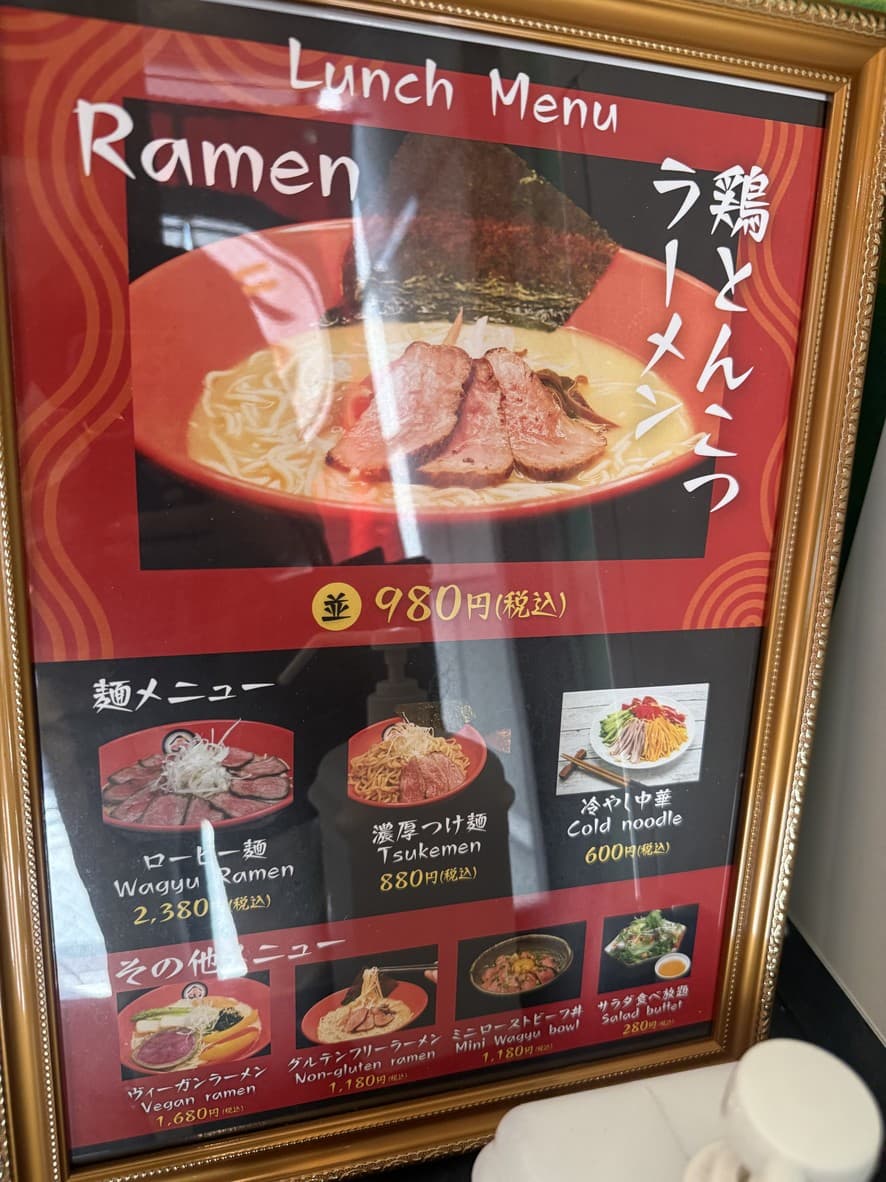 Lunch Menu
Ramen
鶏とんこつ
ラーメン
並 980円(税込)
麺メニュー
ロービー麺
Wagyu Ramen
2,380円(税込)
濃厚つけ麺
Tsukemen
880円(税込)
冷やし中華
Cold noodle
600円(税込)
その他メニュー
ヴィーガンラーメン
Vegan ramen
1,680円(税込)
グルテンフリーラーメン
Non-gluten ramen
1,180円(税込)
ミニローストビーフ丼
Mini Wagyu bowl
1,180円(税込)
サラダ食べ放題
Salad buffet
280円(税込)